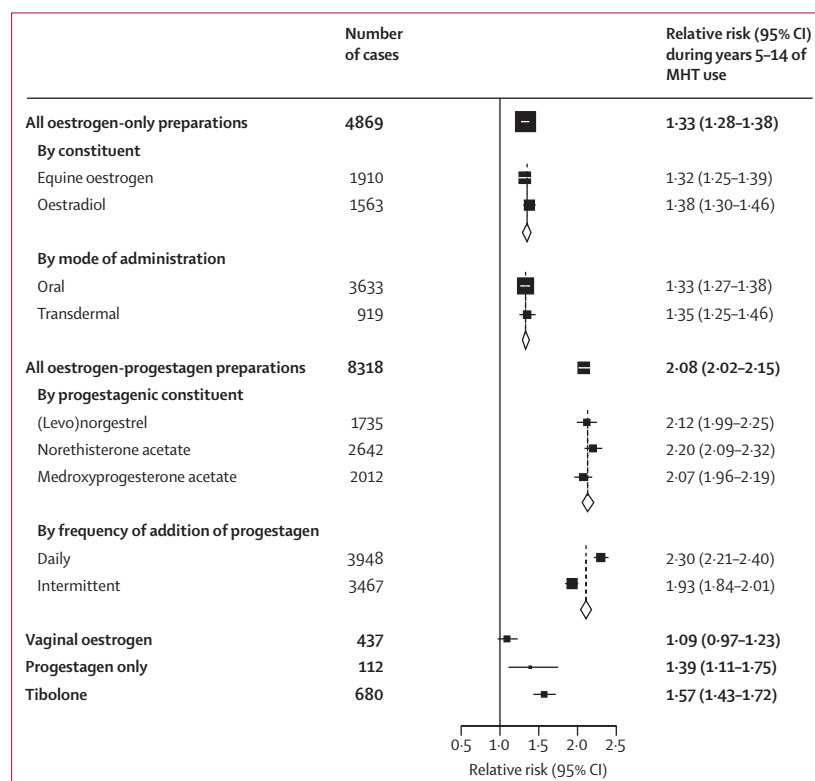 Number of cases
Relative risk (95% CI) during years 5–14 of MHT use
All oestrogen-only preparations 4869 1·33 (1·28–1·38)
By constituent
Equine oestrogen 1910 1·32 (1·25–1·39)
Oestradiol 1563 1·38 (1·30–1·46)
By mode of administration
Oral 3633 1·33 (1·27–1·38)
Transdermal 919 1·35 (1·25–1·46)
All oestrogen-progestagen preparations 8318 2·08 (2·02–2·15)
By progestagenic constituent
(Levo)norgestrel 1735 2·12 (1·99–2·25)
Norethisterone acetate 2642 2·20 (2·09–2·32)
Medroxyprogesterone acetate 2012 2·07 (1·96–2·19)
By frequency of addition of progestagen
Daily 3948 2·30 (2·21–2·40)
Intermittent 3467 1·93 (1·84–2·01)
Vaginal oestrogen 437 1·09 (0·97–1·23)
Progestagen only 112 1·39 (1·11–1·75)
Tibolone 680 1·57 (1·43–1·72)
0·5 1·0 1·5 2·0 2·5
Relative risk (95% CI)